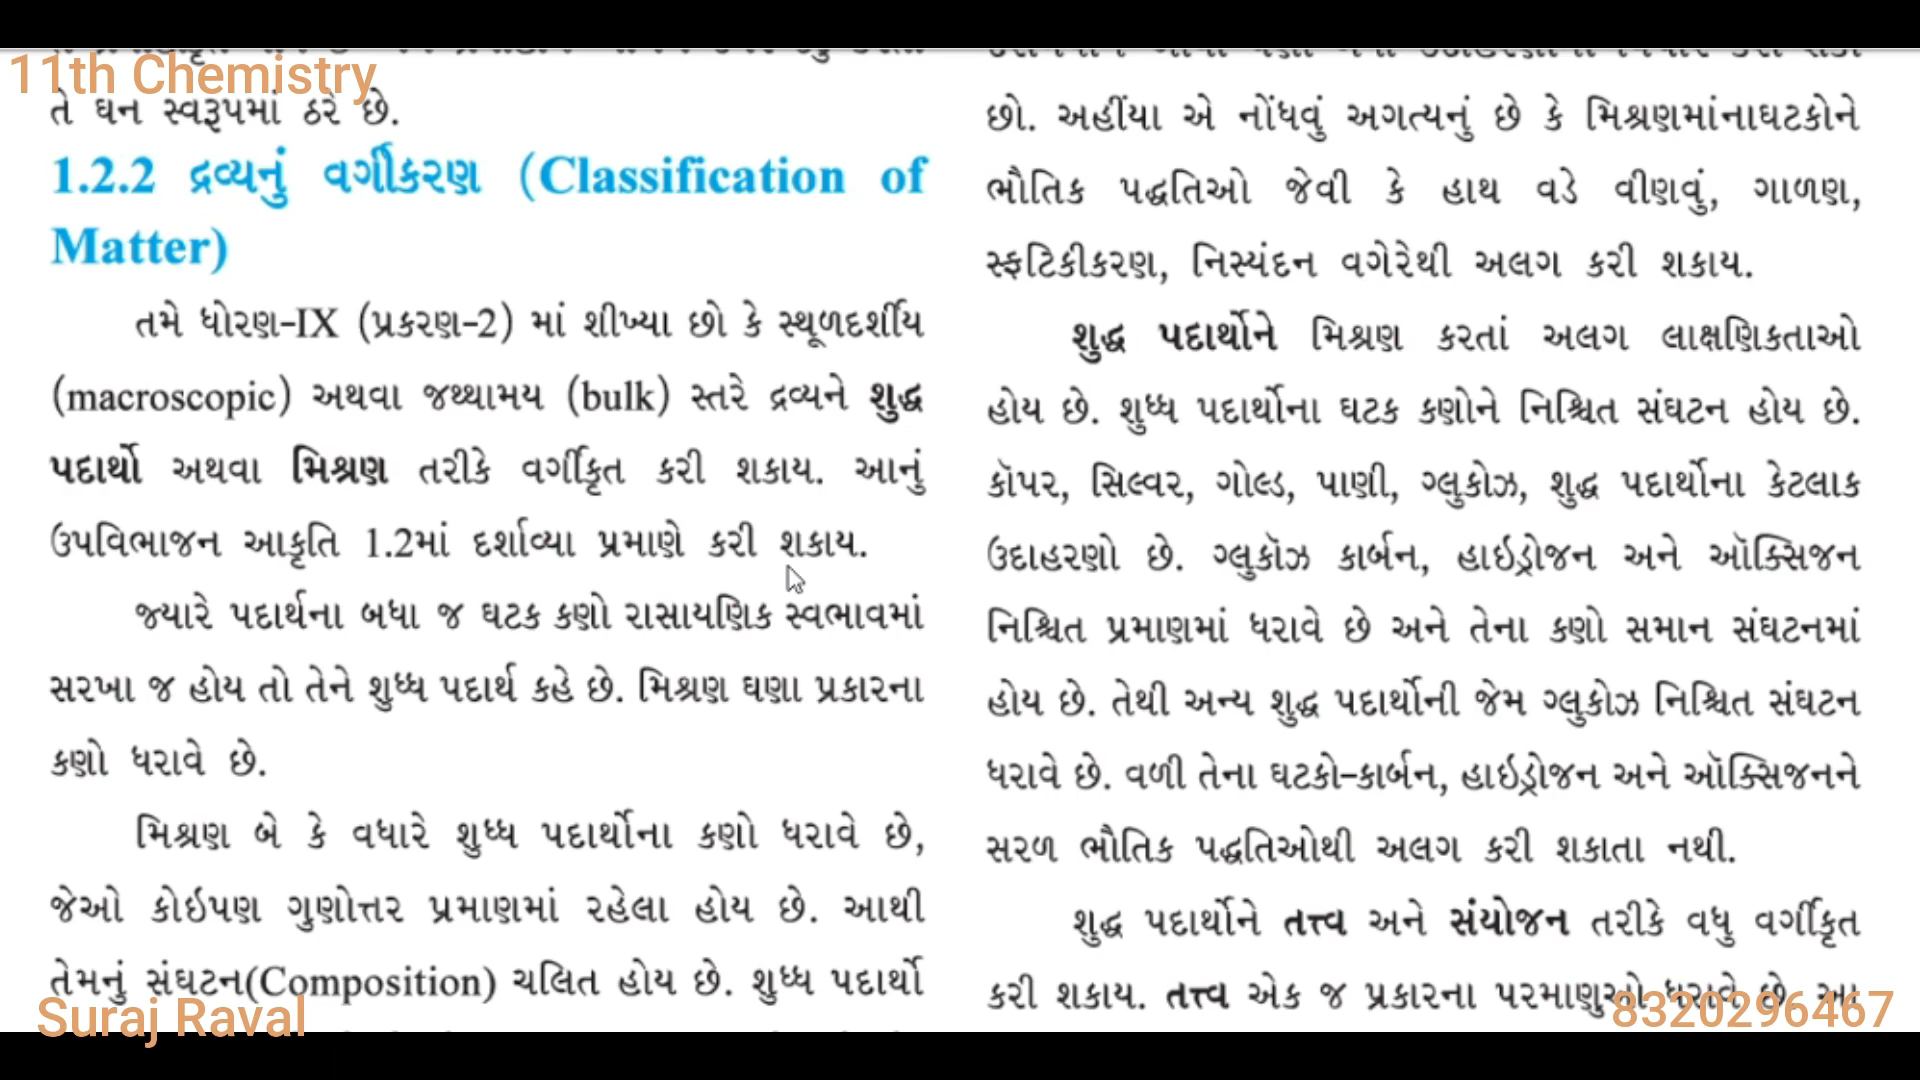 11th Chemistry
તે ઘન સ્વરૂપમાં ઠરે છે.
1.2.2 દ્રવ્યનું વર્ગીકરણ (Classification of
Matter)
તમે ધોરણ-IX (પ્રકરણ-2) માં શીખ્યા છો કે સ્થૂળદર્શીય
(macroscopic) અથવા જથ્થામય (bulk) સ્તરે દ્રવ્યને શુદ્ધ
પદાર્થો અથવા મિશ્રણ તરીકે વર્ગીકૃત કરી શકાય. આનું
ઉપવિભાજન આકૃતિ 1.2માં દર્શાવ્યા પ્રમાણે કરી શકાય.
જ્યારે પદાર્થના બધા જ ઘટક કણો રાસાયણિક સ્વભાવમાં
સરખા જ હોય તો તેને શુધ્ધ પદાર્થ કહે છે. મિશ્રણ ઘણા પ્રકારના
કણો ધરાવે છે.
મિશ્રણ બે કે વધારે શુધ્ધ પદાર્થોના કણો ધરાવે છે,
જેઓ કોઇપણ ગુણોત્તર પ્રમાણમાં રહેલા હોય છે. આથી
તેમનું સંઘટન(Composition) ચલિત હોય છે. શુધ્ધ પદાર્થો
Suraj Raval
છો. અહીંયા એ નોંધવું અગત્યનું છે કે મિશ્રણમાંનાઘટકોને
ભૌતિક પદ્ધતિઓ જેવી કે હાથ વડે વીણવું, ગાળણ,
સ્ફટિકીકરણ, નિસ્યંદન વગેરેથી અલગ કરી શકાય.
શુદ્ધ પદાર્થોને મિશ્રણ કરતાં અલગ લાક્ષણિકતાઓ
હોય છે. શુધ્ધ પદાર્થોના ઘટક કણોને નિશ્ચિત સંઘટન હોય છે.
કૉપર, સિલ્વર, ગોલ્ડ, પાણી, ગ્લુકોઝ, શુદ્ધ પદાર્થોના કેટલાક
ઉદાહરણો છે. ગ્લુકૉઝ કાર્બન, હાઇડ્રોજન અને ઑક્સિજન
નિશ્ચિત પ્રમાણમાં ધરાવે છે અને તેના કણો સમાન સંઘટનમાં
હોય છે. તેથી અન્ય શુદ્ધ પદાર્થોની જેમ ગ્લુકોઝ નિશ્ચિત સંઘટન
ધરાવે છે. વળી તેના ઘટકો-કાર્બન, હાઇડ્રોજન અને ઑક્સિજનને
સરળ ભૌતિક પદ્ધતિઓથી અલગ કરી શકાતા નથી.
શુદ્ધ પદાર્થોને તત્ત્વ અને સંયોજન તરીકે વધુ વર્ગીકૃત
કરી શકાય. તત્ત્વ એક જ પ્રકારના પરમાણુઓ ધરાવે છે. આ
8320296467